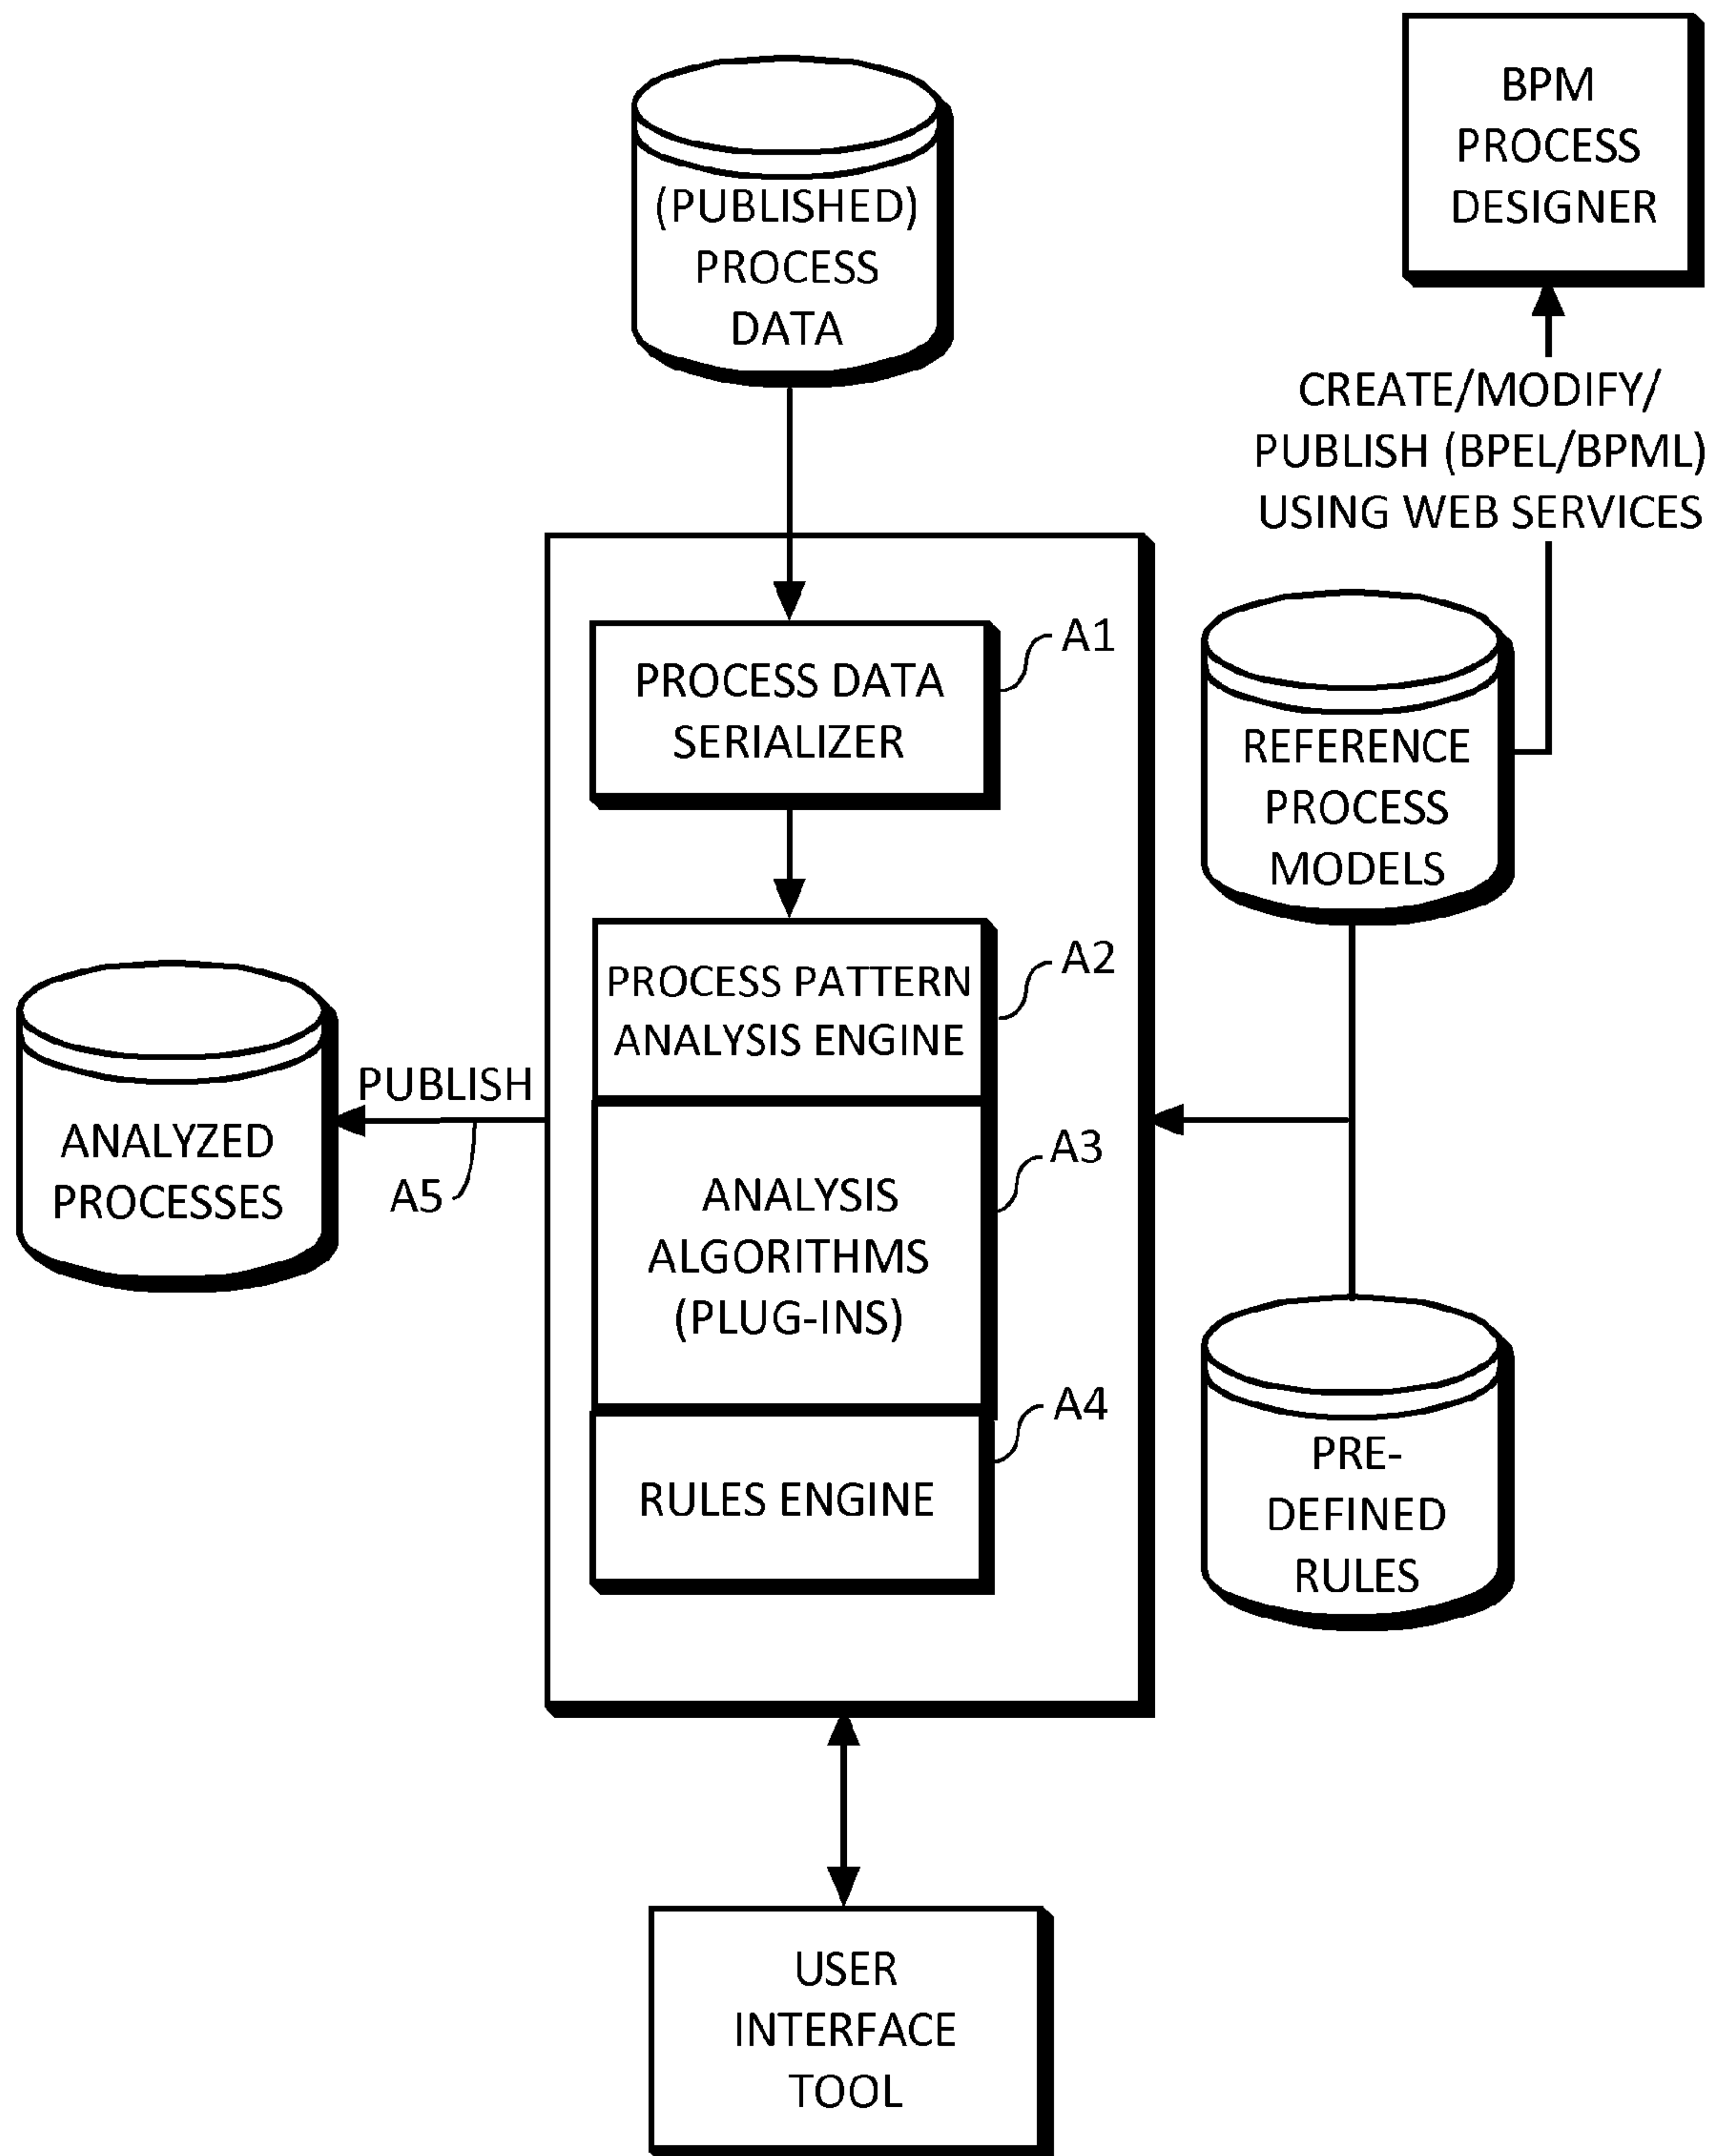 BPM
PROCESS
DESIGNER
(PUBLISHED)
PROCESS
DATA
CREATE/MODIFY/
PUBLISH (BPEL/BPML)
USING WEB SERVICES
A1
PROCESS DATA
SERIALIZER
REFERENCE
PROCESS
MODELS
A2
PROCESS PATTERN
ANALYSIS ENGINE
PUBLISH
ANALYZED
PROCESSES
A5
A3
ANALYSIS
ALGORITHMS
(PLUG-INS)
A4
RULES ENGINE
PRE-
DEFINED
RULES
USER
INTERFACE
TOOL